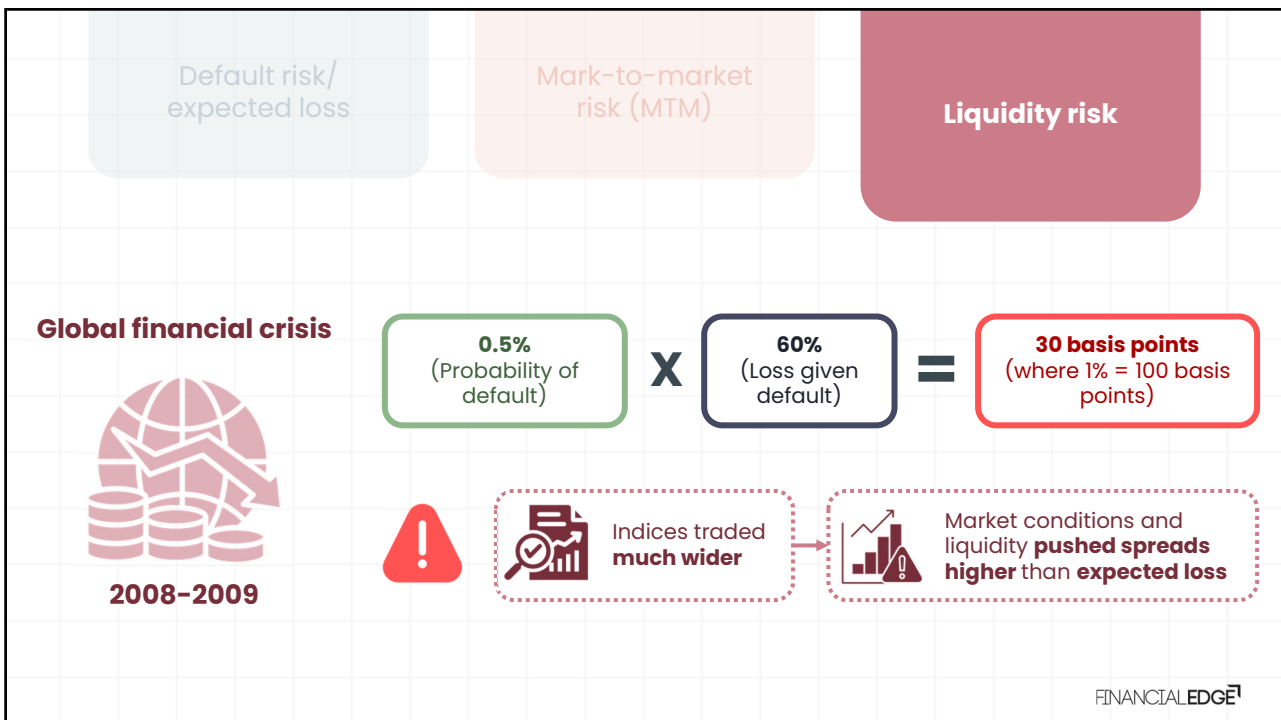 Default risk/
expected loss
Mark-to-market
risk (MTM)
Liquidity risk
Global financial crisis
2008-2009
0.5%
(Probability of
default)
X
60%
(Loss given
default)
=
30 basis points
(where 1% = 100 basis
points)
Indices traded
much wider
Market conditions and
liquidity pushed spreads
higher than expected loss
FINANCIALEDGE